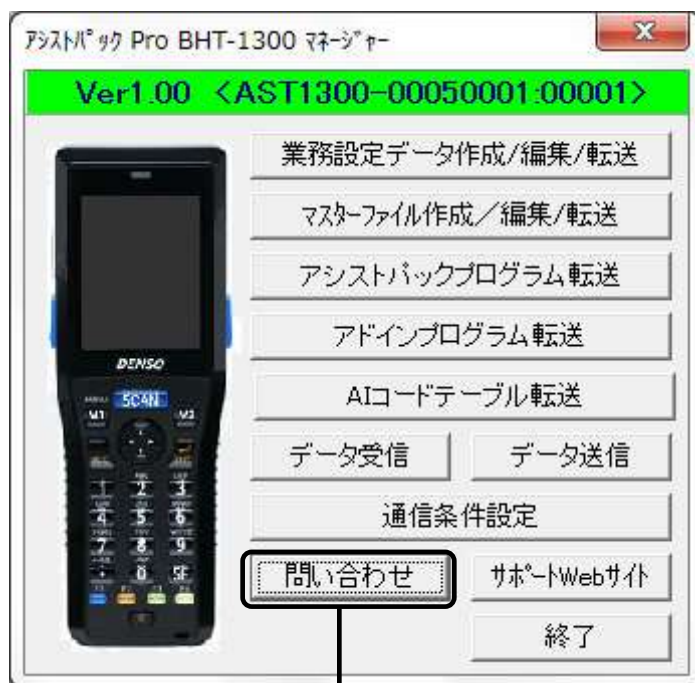 ｱｼｽﾄﾊﾟｯｸ Pro BHT-1300 ﾏﾈｰｼﾞｬｰ
Ver1.00 <AST1300-00050001:00001>
業務設定データ作成/編集/転送
ﾏｽﾀｰﾌｧｲﾙ作成／編集/転送
アシストパックプログラム転送
アドインプログラム転送
AIコードテーブル転送
データ受信
データ送信
通信条件設定
問い合わせ
ｻﾎﾟｰﾄWebｻｲﾄ
終了
DENSO
SCAN
M1
M2
1 2 3
4 5 6
7 8 9
0